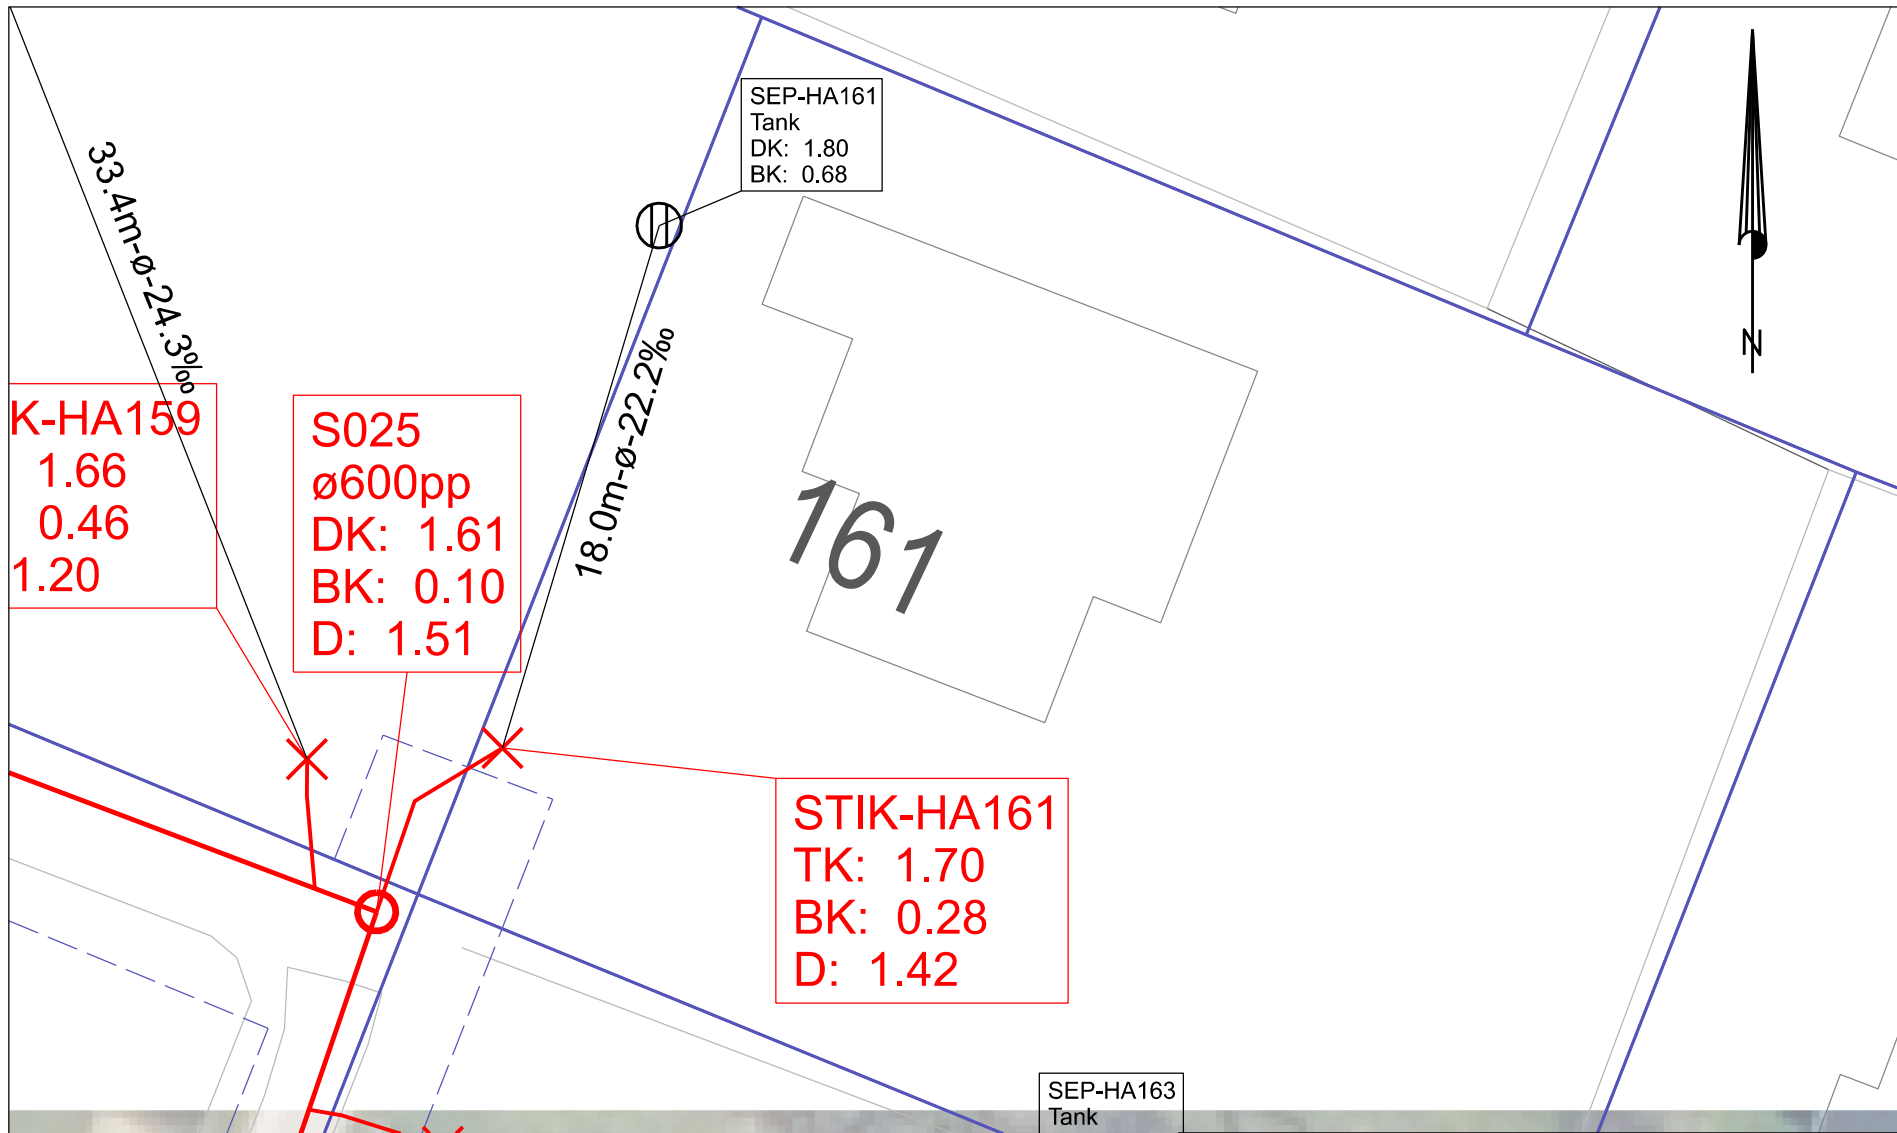 SEP-HA161
Tank
DK: 1.80
BK: 0.68
33.4m-ø-24.3‰
N
18.0m-ø-22.2‰
K-HA159
1.66
0.46
1.20
S025
ø600pp
DK: 1.61
BK: 0.10
D: 1.51
161
STIK-HA161
TK: 1.70
BK: 0.28
D: 1.42
SEP-HA163
Tank